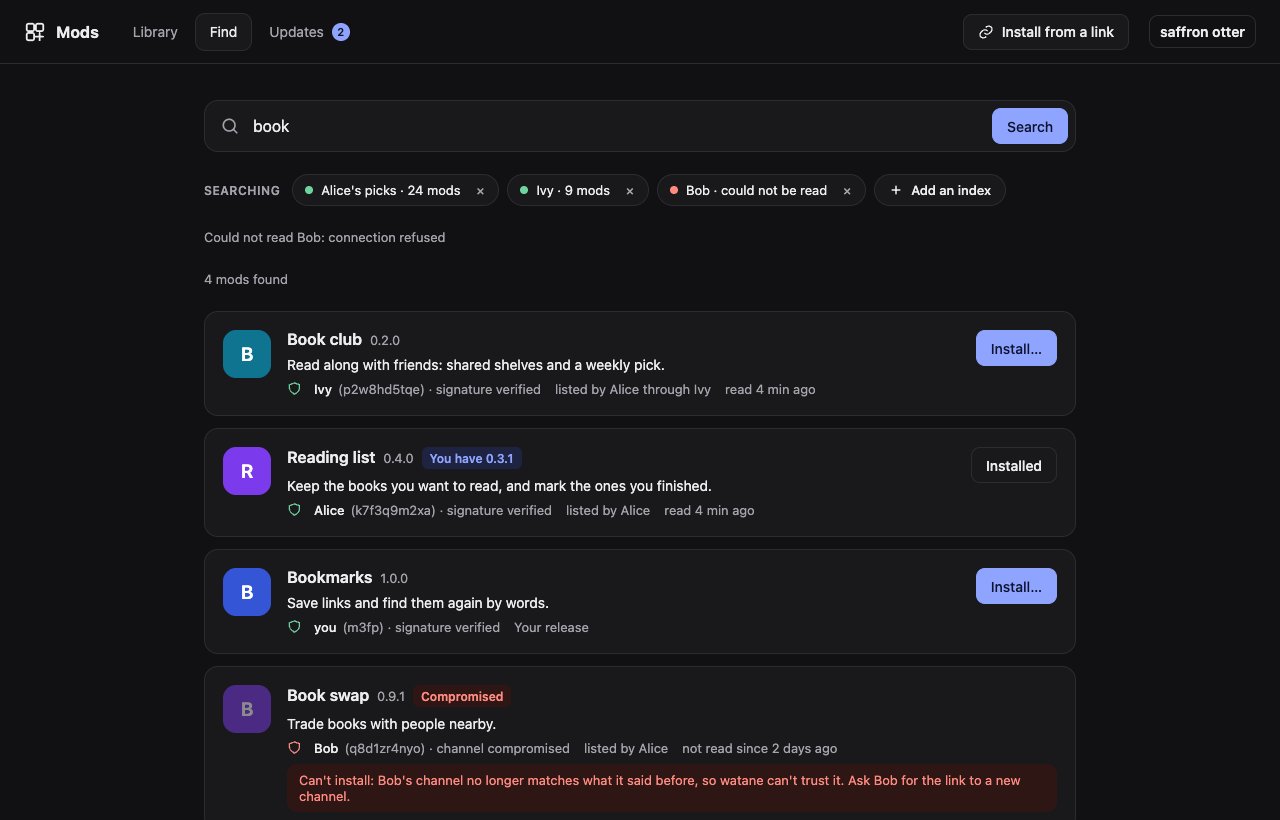 Mods Library Find Updates 2 Install from a link saffron otter
book Search
SEARCHING Alice's picks · 24 mods × Ivy · 9 mods × Bob · could not be read × + Add an index
Could not read Bob: connection refused
4 mods found
B
Book club 0.2.0
Read along with friends: shared shelves and a weekly pick.
Ivy (p2w8hd5tqe) · signature verified listed by Alice through Ivy read 4 min ago
Install...
R
Reading list 0.4.0 You have 0.3.1
Keep the books you want to read, and mark the ones you finished.
Alice (k7f3q9m2xa) · signature verified listed by Alice read 4 min ago
Installed
B
Bookmarks 1.0.0
Save links and find them again by words.
you (m3fp) · signature verified Your release
Install...
B
Book swap 0.9.1 Compromised
Trade books with people nearby.
Bob (q8d1zr4nyo) · channel compromised listed by Alice not read since 2 days ago
Can't install: Bob's channel no longer matches what it said before, so watane can't trust it. Ask Bob for the link to a new
channel.